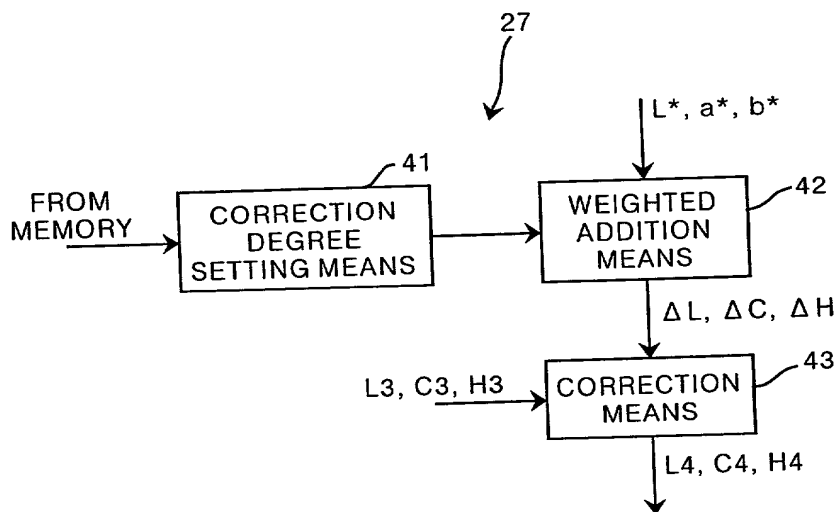 27
L*, a*, b*
41
42
FROM
MEMORY
CORRECTION
DEGREE
SETTING MEANS
WEIGHTED
ADDITION
MEANS
ΔL, ΔC, ΔH
43
L3, C3, H3
CORRECTION
MEANS
L4, C4, H4